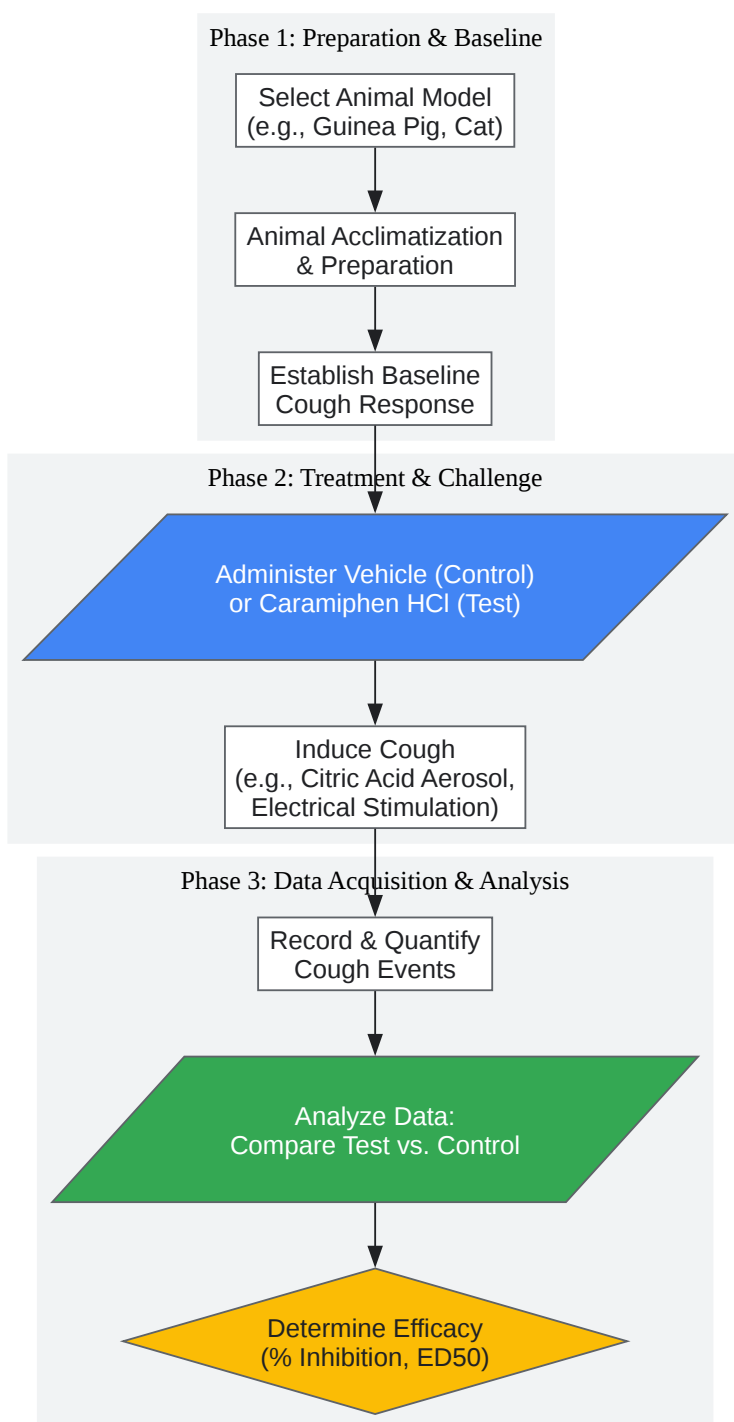 Phase 1: Preparation & Baseline
Select Animal Model
(e.g., Guinea Pig, Cat)
Animal Acclimatization
& Preparation
Establish Baseline
Cough Response
Phase 2: Treatment & Challenge
Administer Vehicle (Control)
or Caramiphen HCl (Test)
Induce Cough
(e.g., Citric Acid Aerosol,
Electrical Stimulation)
Phase 3: Data Acquisition & Analysis
Record & Quantify
Cough Events
Analyze Data:
Compare Test vs. Control
Determine Efficacy
(% Inhibition, ED50)